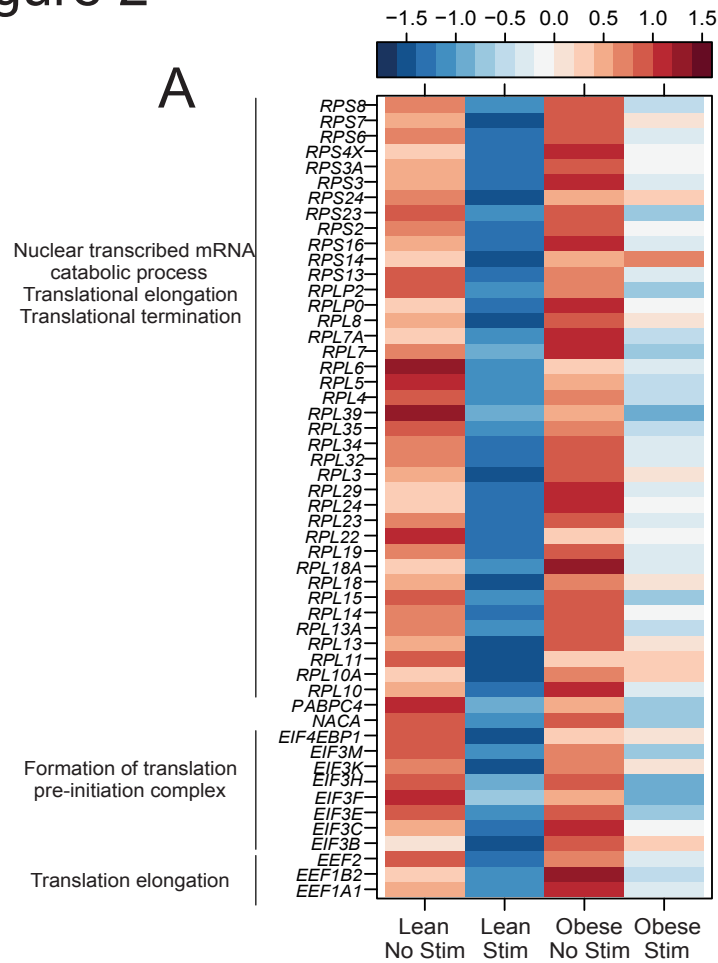 gure 2
−1.5 −1.0 −0.5 0.0 0.5 1.0 1.5
A
RPS8
RPS7
RPS6
RPS4X
RPS3A
RPS3
RPS24
RPS23
RPS2
RPS16
RPS14
RPS13
RPLP2
RPLP0
RPL8
RPL7A
RPL7
RPL6
RPL5
RPL4
RPL39
RPL35
RPL34
RPL32
RPL3
RPL29
RPL24
RPL23
RPL22
RPL19
RPL18A
RPL18
RPL15
RPL14
RPL13A
RPL13
RPL11
RPL10A
RPL10
PABPC4
NACA
EIF4EBP1
EIF3M
EIF3K
EIF3H
EIF3F
EIF3E
EIF3C
EIF3B
EEF2
EEF1B2
EEF1A1
Nuclear transcribed mRNA
catabolic process
Translational elongation
Translational termination
Formation of translation
pre-initiation complex
Translation elongation
Lean Lean Obese Obese
No Stim Stim No Stim Stim